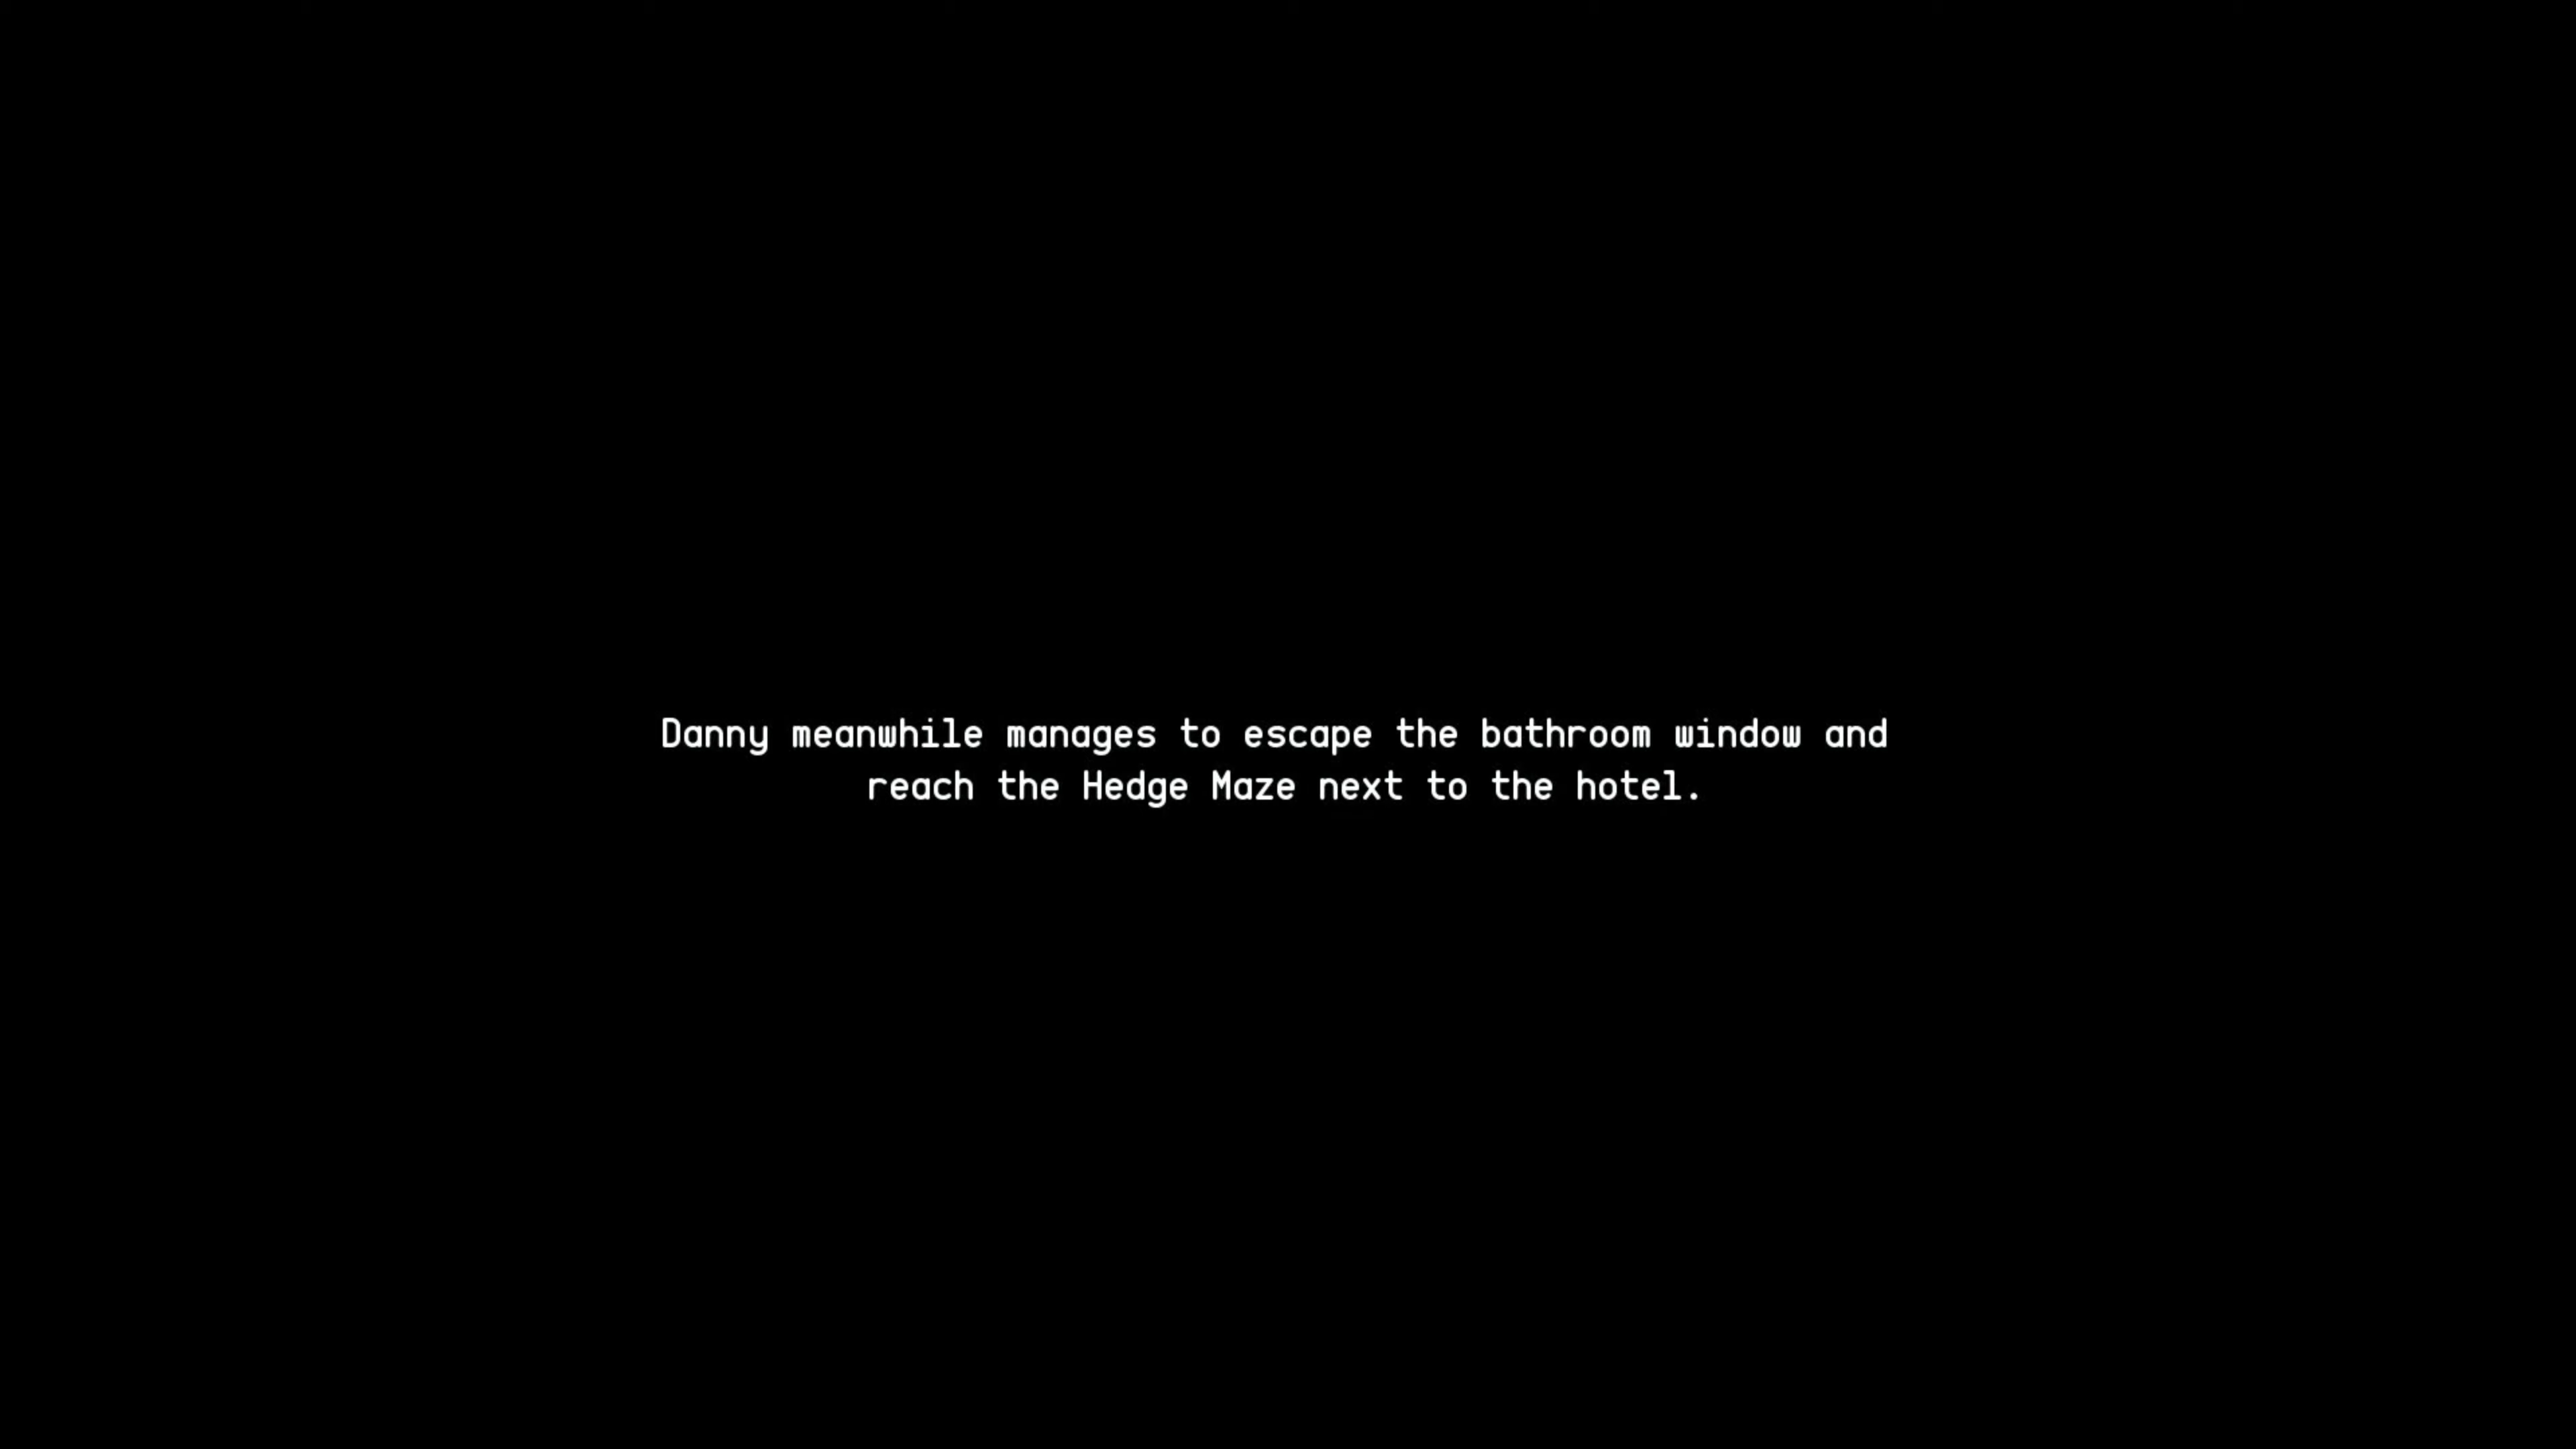 Danny meanwhile manages to escape the bathroom window and
reach the Hedge Maze next to the hotel.